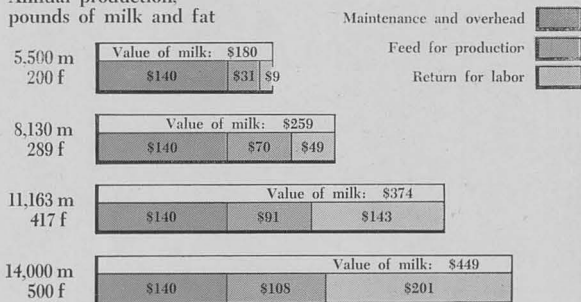 Annual production,
pounds of milk and fat
Maintenance and overhead
Feed for production
Return for labor
5,500 m
200 f
Value of milk: $180
$140 $31 $9
8,130 m
289 f
Value of milk: $259
$140 $70 $49
11,163 m
417 f
Value of milk: $374
$140 $91 $143
14,000 m
500 f
Value of milk: $449
$140 $108 $201